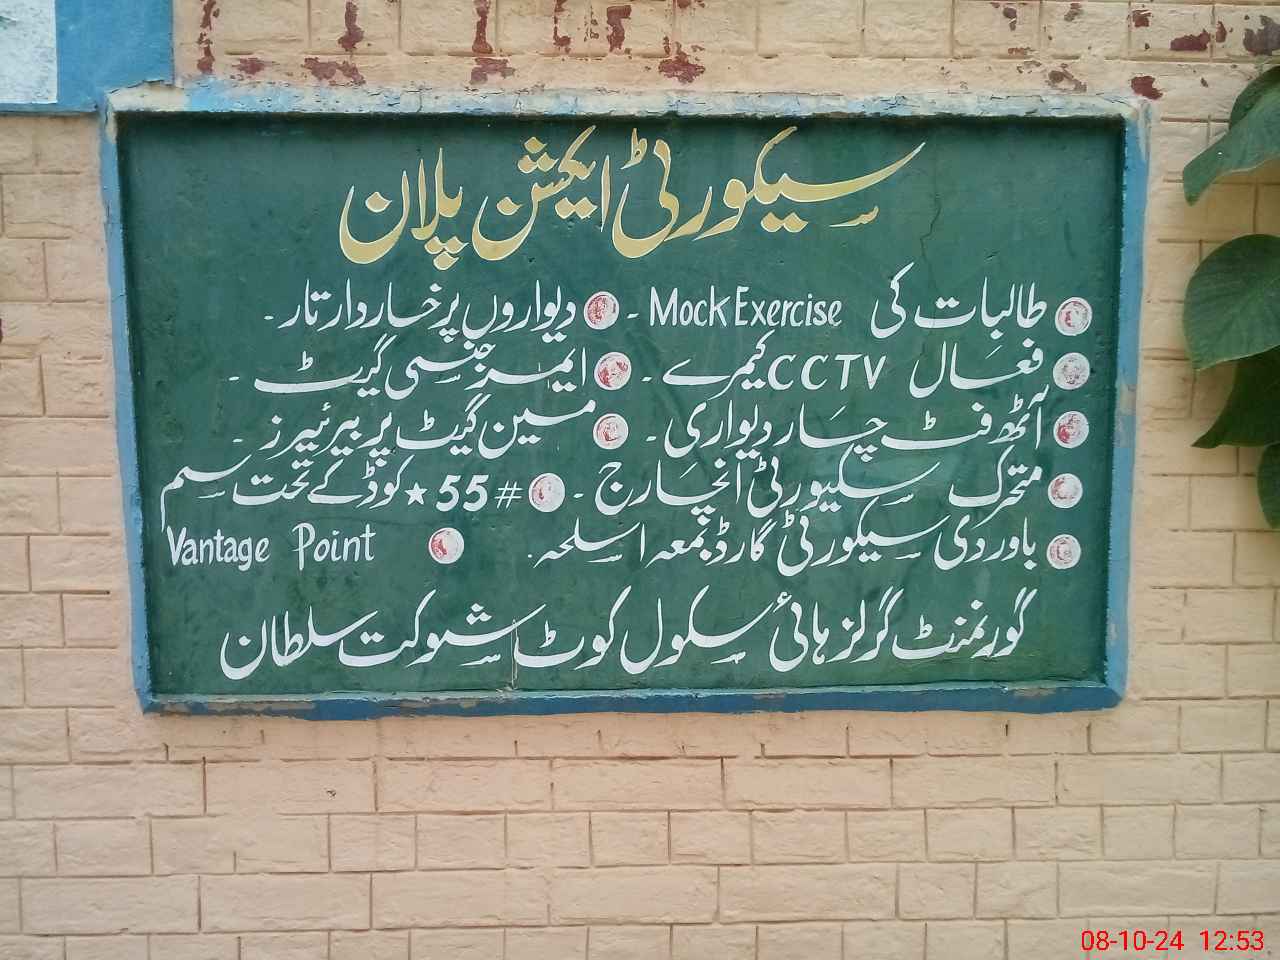 سیکورٹی ایکشن پلان
طالبات کی Mock Exercise ۔ دیواروں پر خاردار تار ۔
فعال CCTV کیمرے ۔ ایمرجنسی گیٹ ۔
آٹھ فٹ چار دیواری ۔ مین گیٹ پر بیرئیرز ۔
متحرک سیکیورٹی انچارج ۔ #55★ کوڈ کے تحت سم
باوردی سیکورٹی گارڈ بمعہ اسلحہ ۔ Vantage Point
گورنمنٹ گرلز ہائی سکول کوٹ شوکت سلطان
08-10-24 12:53